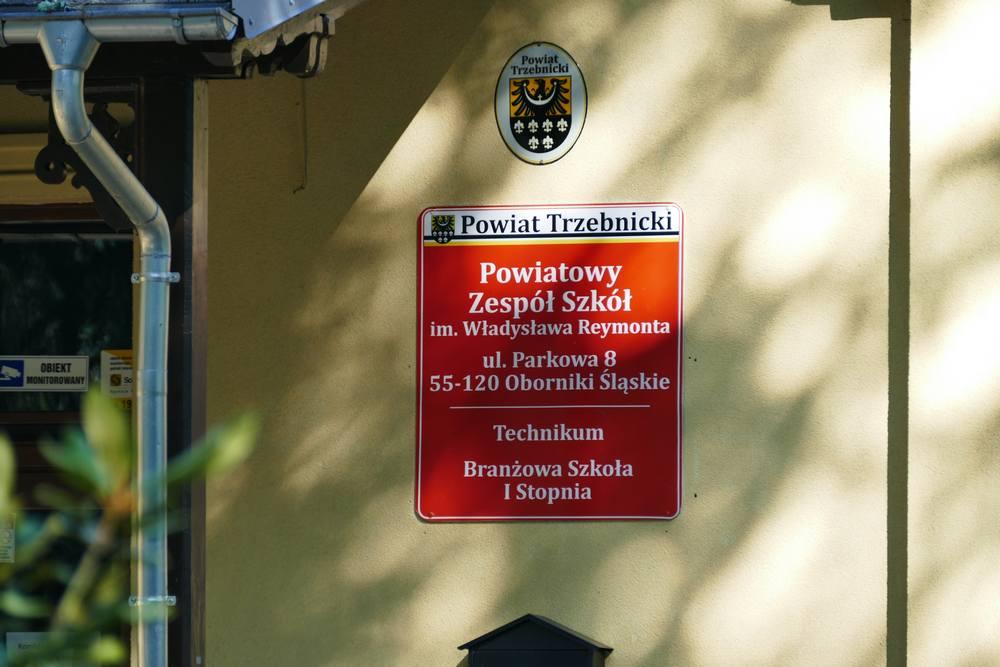 Powiat
Trzebnicki
Powiat Trzebnicki
Powiatowy
Zespół Szkół
im. Władysława Reymonta
ul. Parkowa 8
55-120 Oborniki Śląskie
Technikum
Branżowa Szkoła
I Stopnia
OBIEKT
MONITOROWANY